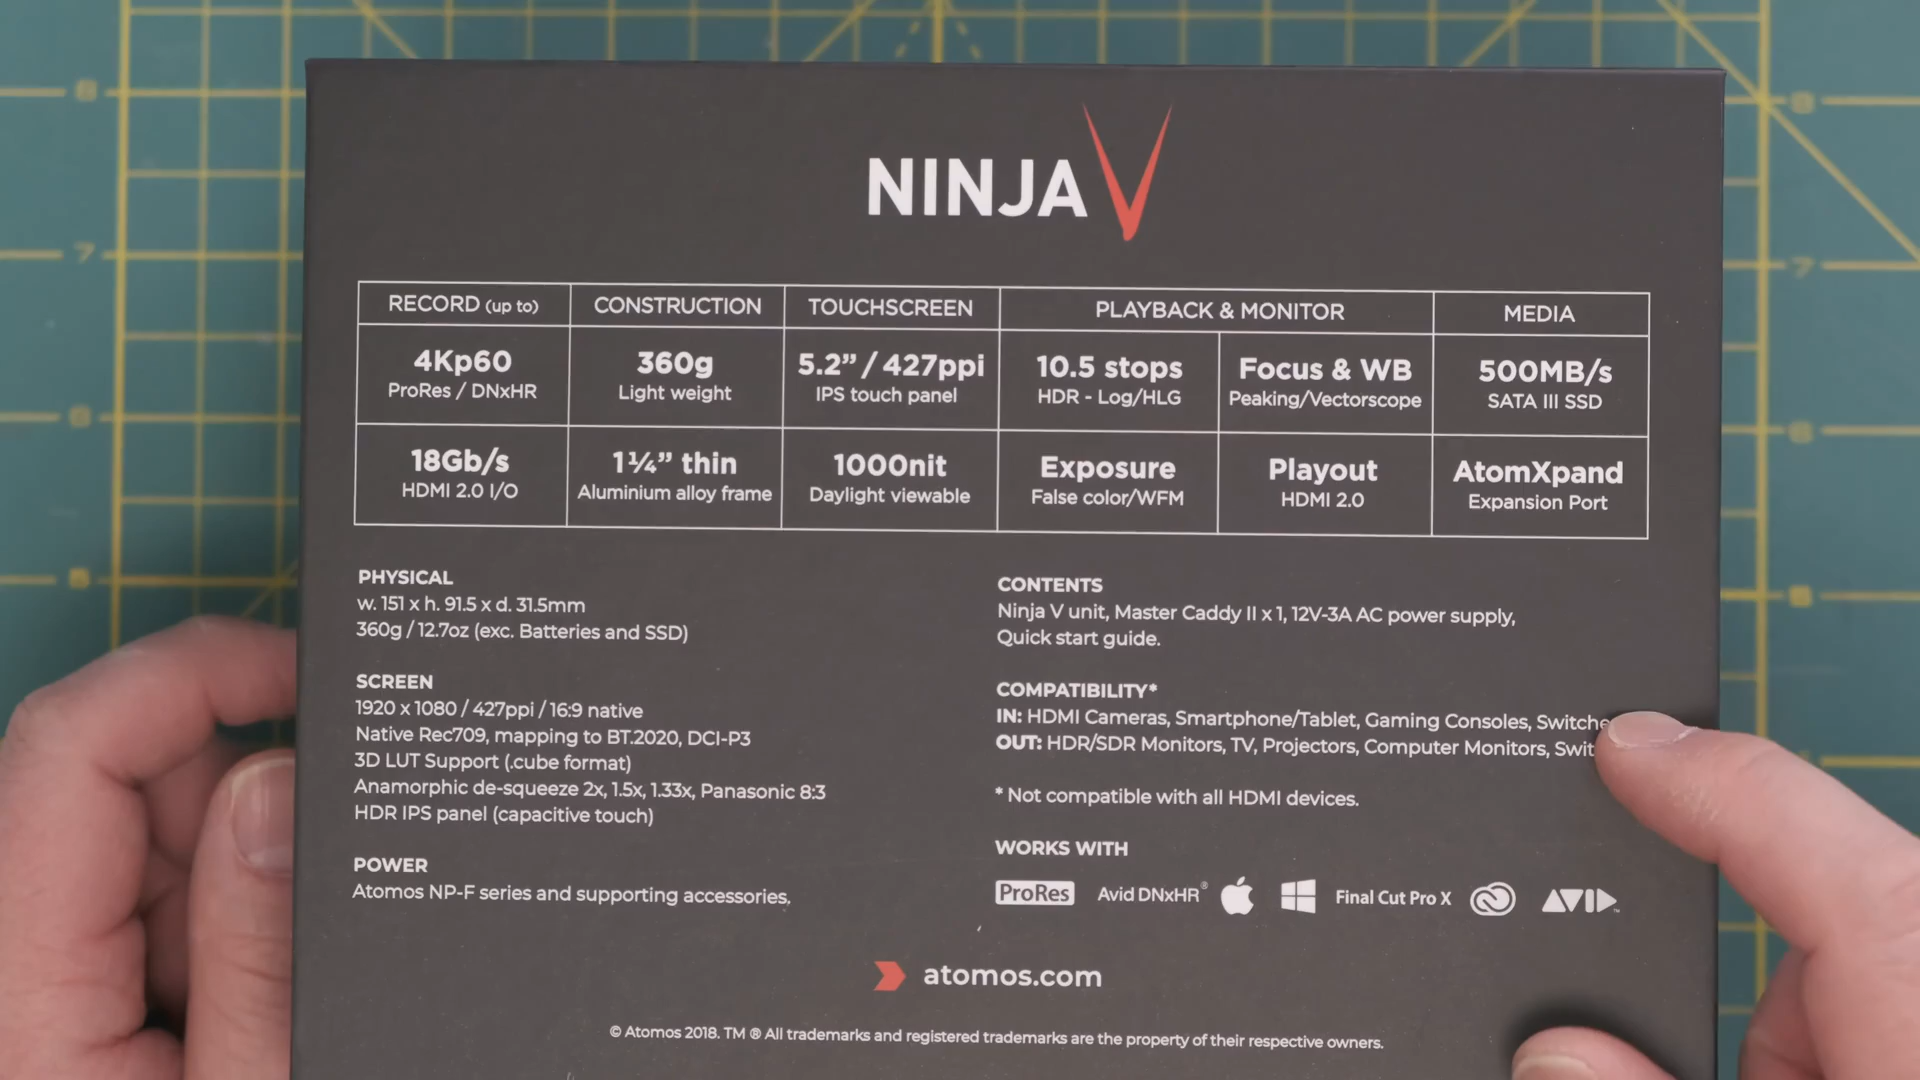 NINJA V
RECORD (up to) CONSTRUCTION TOUCHSCREEN PLAYBACK & MONITOR MEDIA
4Kp60 360g 5.2” / 427ppi 10.5 stops Focus & WB 500MB/s
ProRes / DNxHR Light weight IPS touch panel HDR - Log/HLG Peaking/Vectorscope SATA III SSD
18Gb/s 1¼” thin 1000nit Exposure Playout AtomXpand
HDMI 2.0 I/O Aluminium alloy frame Daylight viewable False color/WFM HDMI 2.0 Expansion Port
PHYSICAL
w. 151 x h. 91.5 x d. 31.5mm
360g / 12.7oz (exc. Batteries and SSD)
SCREEN
1920 x 1080 / 427ppi / 16:9 native
Native Rec709, mapping to BT.2020, DCI-P3
3D LUT Support (.cube format)
Anamorphic de-squeeze 2x, 1.5x, 1.33x, Panasonic 8:3
HDR IPS panel (capacitive touch)
POWER
Atomos NP-F series and supporting accessories.
CONTENTS
Ninja V unit, Master Caddy II x 1, 12V-3A AC power supply,
Quick start guide.
COMPATIBILITY*
IN: HDMI Cameras, Smartphone/Tablet, Gaming Consoles,
OUT: HDR/SDR Monitors, TV, Projectors, Computer Monitors,
* Not compatible with all HDMI devices.
WORKS WITH
ProRes Avid DNxHR® Final Cut Pro X AVID™
atomos.com
© Atomos 2018. TM ® All trademarks and registered trademarks are the property of their respective owners.
8
7
6
5
8
7
6
5